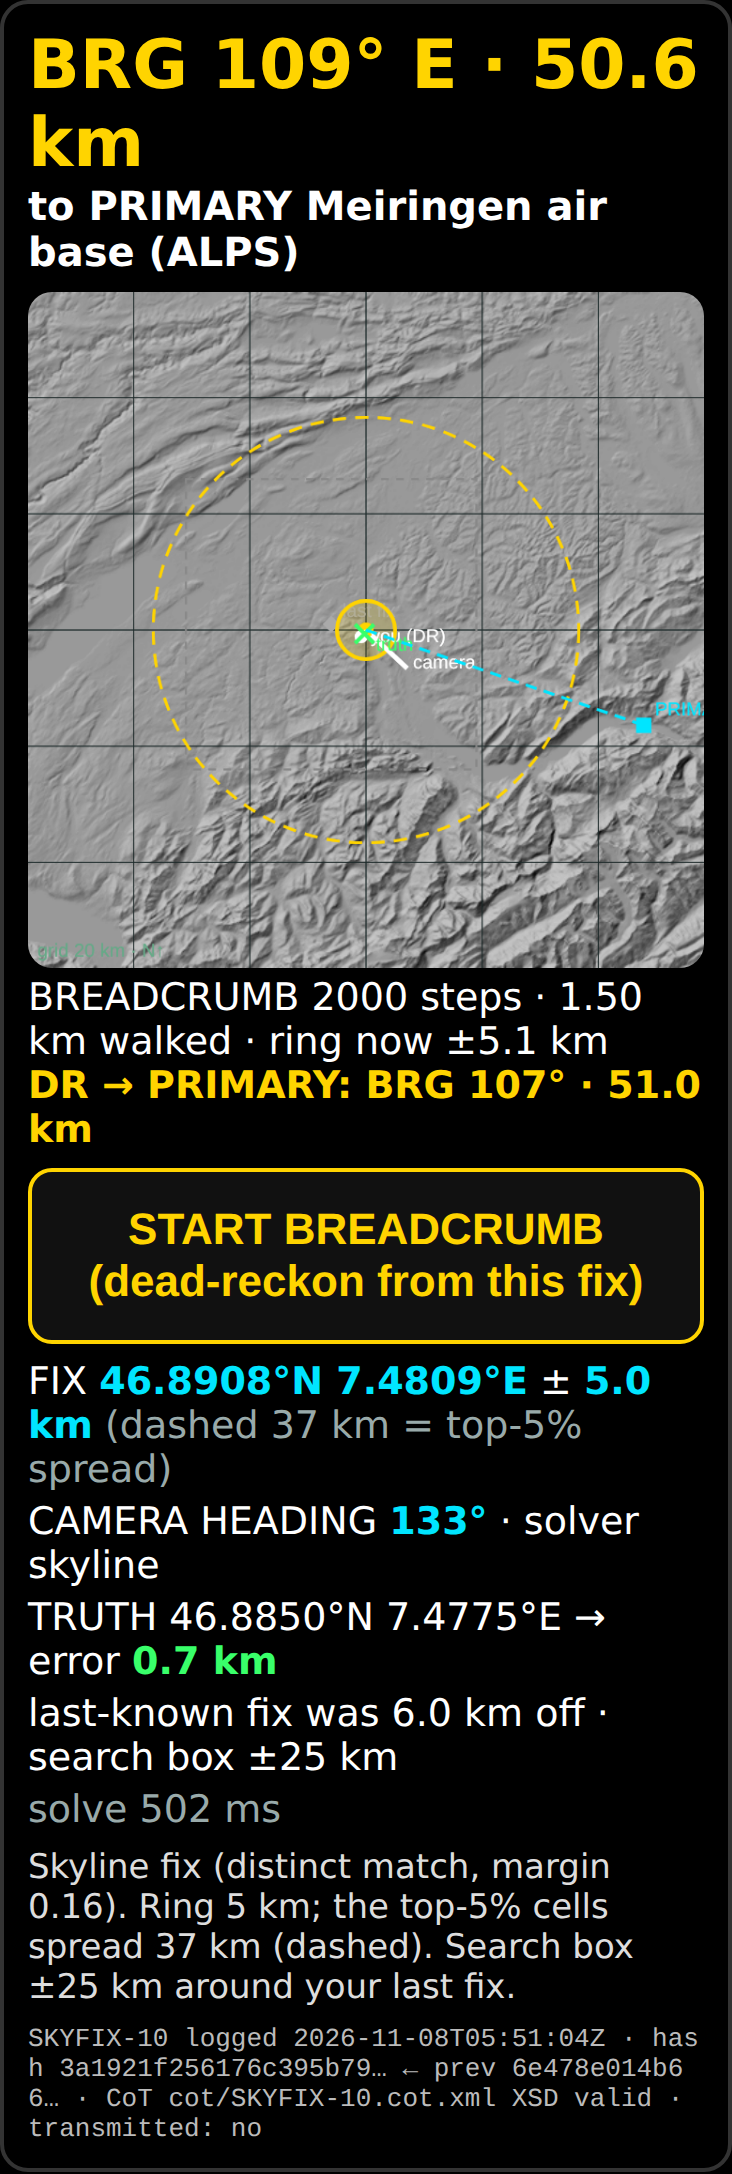 BRG 109° E · 50.6
km
to PRIMARY Meiringen air
base (ALPS)
you (DR)
camera
PRIM
grid 20 km · N↑
BREADCRUMB 2000 steps · 1.50
km walked · ring now ±5.1 km
DR → PRIMARY: BRG 107° · 51.0
km
START BREADCRUMB
(dead-reckon from this fix)
FIX 46.8908°N 7.4809°E ± 5.0
km (dashed 37 km = top-5%
spread)
CAMERA HEADING 133° · solver
skyline
TRUTH 46.8850°N 7.4775°E →
error 0.7 km
last-known fix was 6.0 km off ·
search box ±25 km
solve 502 ms
Skyline fix (distinct match, margin
0.16). Ring 5 km; the top-5% cells
spread 37 km (dashed). Search box
±25 km around your last fix.
SKYFIX-10 logged 2026-11-08T05:51:04Z · has
h 3a1921f256176c395b79… ← prev 6e478e014b6
6… · CoT cot/SKYFIX-10.cot.xml XSD valid ·
transmitted: no